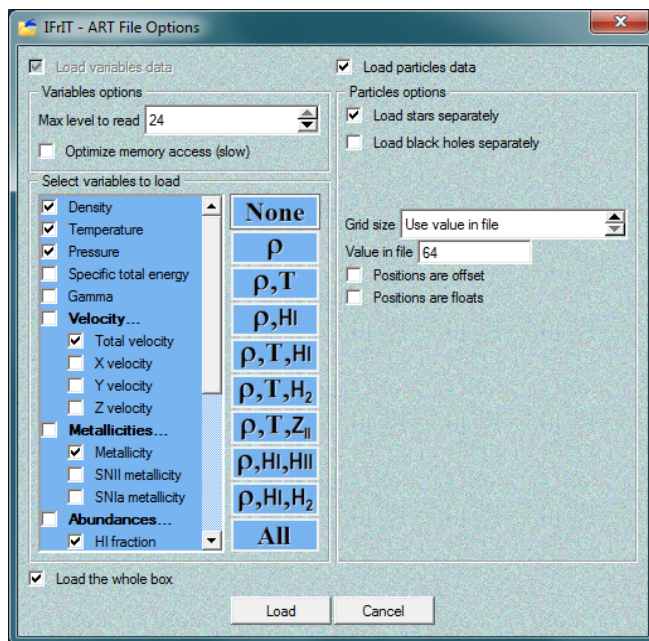 IFrIT - ART File Options
Load variables data
Variables options
Max level to read 24
Optimize memory access (slow)
Select variables to load
Density
Temperature
Pressure
Specific total energy
Gamma
Velocity...
Total velocity
X velocity
Y velocity
Z velocity
Metallicities...
Metallicity
SNII metallicity
SNIa metallicity
Abundances...
HI fraction
None
ρ
ρ,T
ρ,HI
ρ,T,HI
ρ,T,H₂
ρ,T,Z_II
ρ,HI,HII
ρ,HI,H₂
All
Load particles data
Particles options
Load stars separately
Load black holes separately
Grid size Use value in file
Value in file 64
Positions are offset
Positions are floats
Load the whole box
Load
Cancel